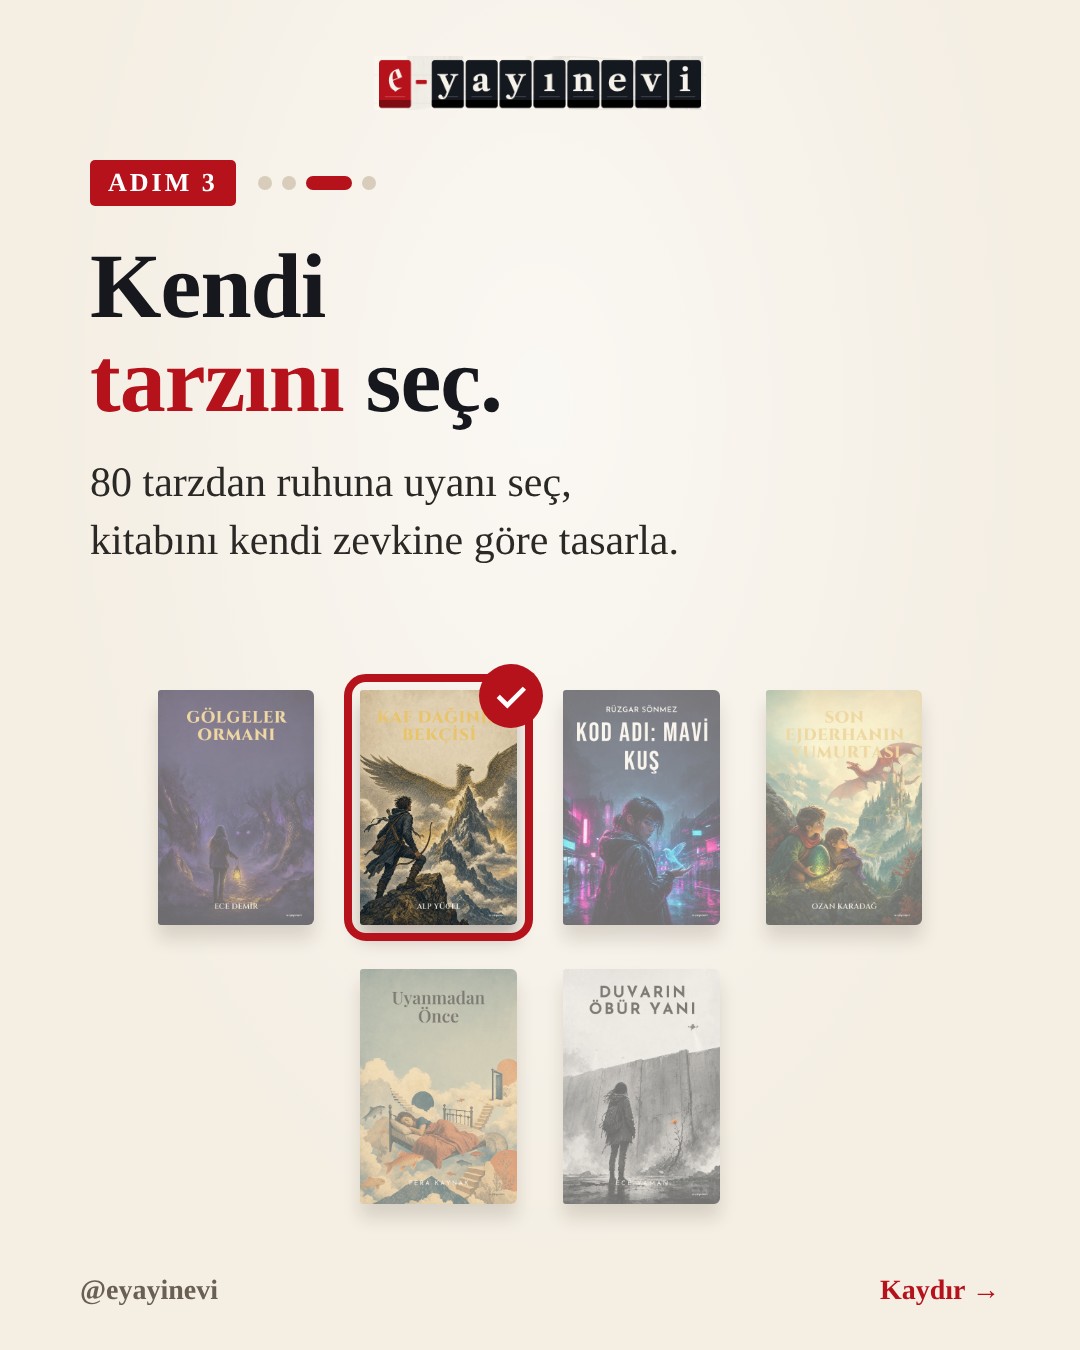 e-yayınevi
ADIM 3
Kendi
tarzını seç.
80 tarzdan ruhuna uyanı seç,
kitabını kendi zevkine göre tasarla.
GÖLGELER
ORMANI
ECE DEMİR
KAF DAĞININ
BEKÇİSİ
ALP YÜCEL
RÜZGAR SÖNMEZ
KOD ADI: MAVİ
KUŞ
SON
EJDERHANIN
YUMURTASI
OZAN KARADAĞ
Uyanmadan
Önce
DUVARIN
ÖBÜR YANI
@eyayinevi
Kaydır →